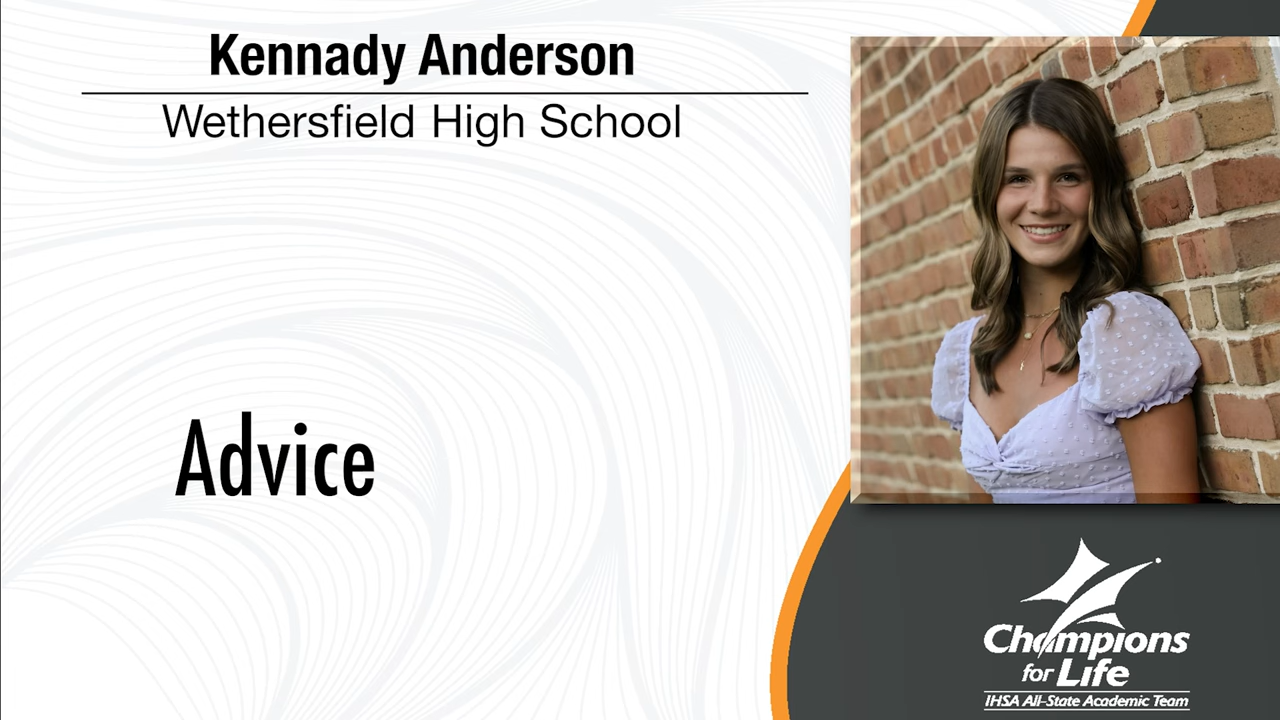 Kennady Anderson
Wethersfield High School
Advice
Champions
for Life
IHSA All-State Academic Team